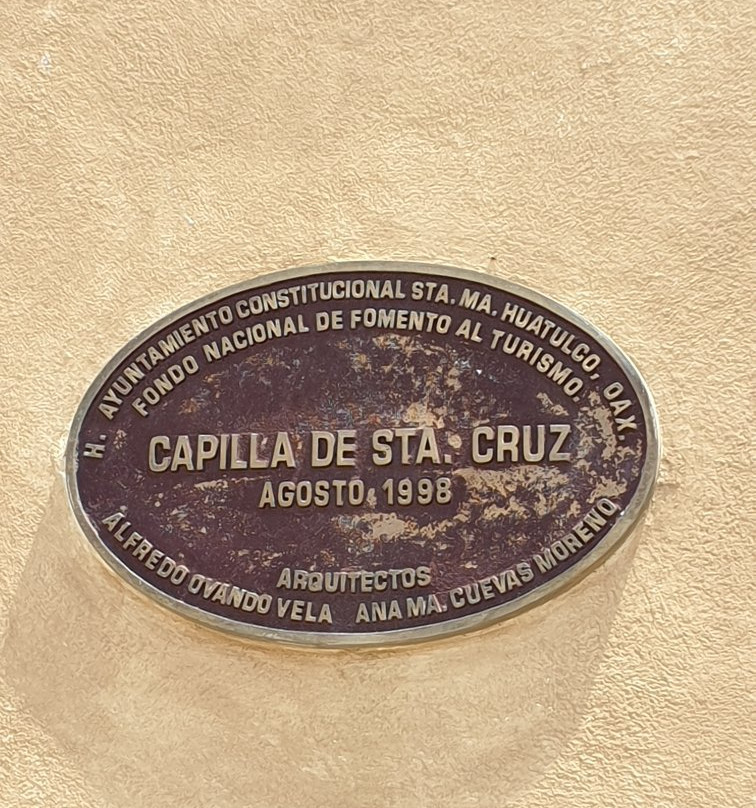 H. AYUNTAMIENTO CONSTITUCIONAL STA. MA. HUATULCO, OAX.
FONDO NACIONAL DE FOMENTO AL TURISMO.
CAPILLA DE STA. CRUZ
AGOSTO, 1998
ARQUITECTOS
ALFREDO OVANDO VELA ANA MA. CUEVAS MORENO